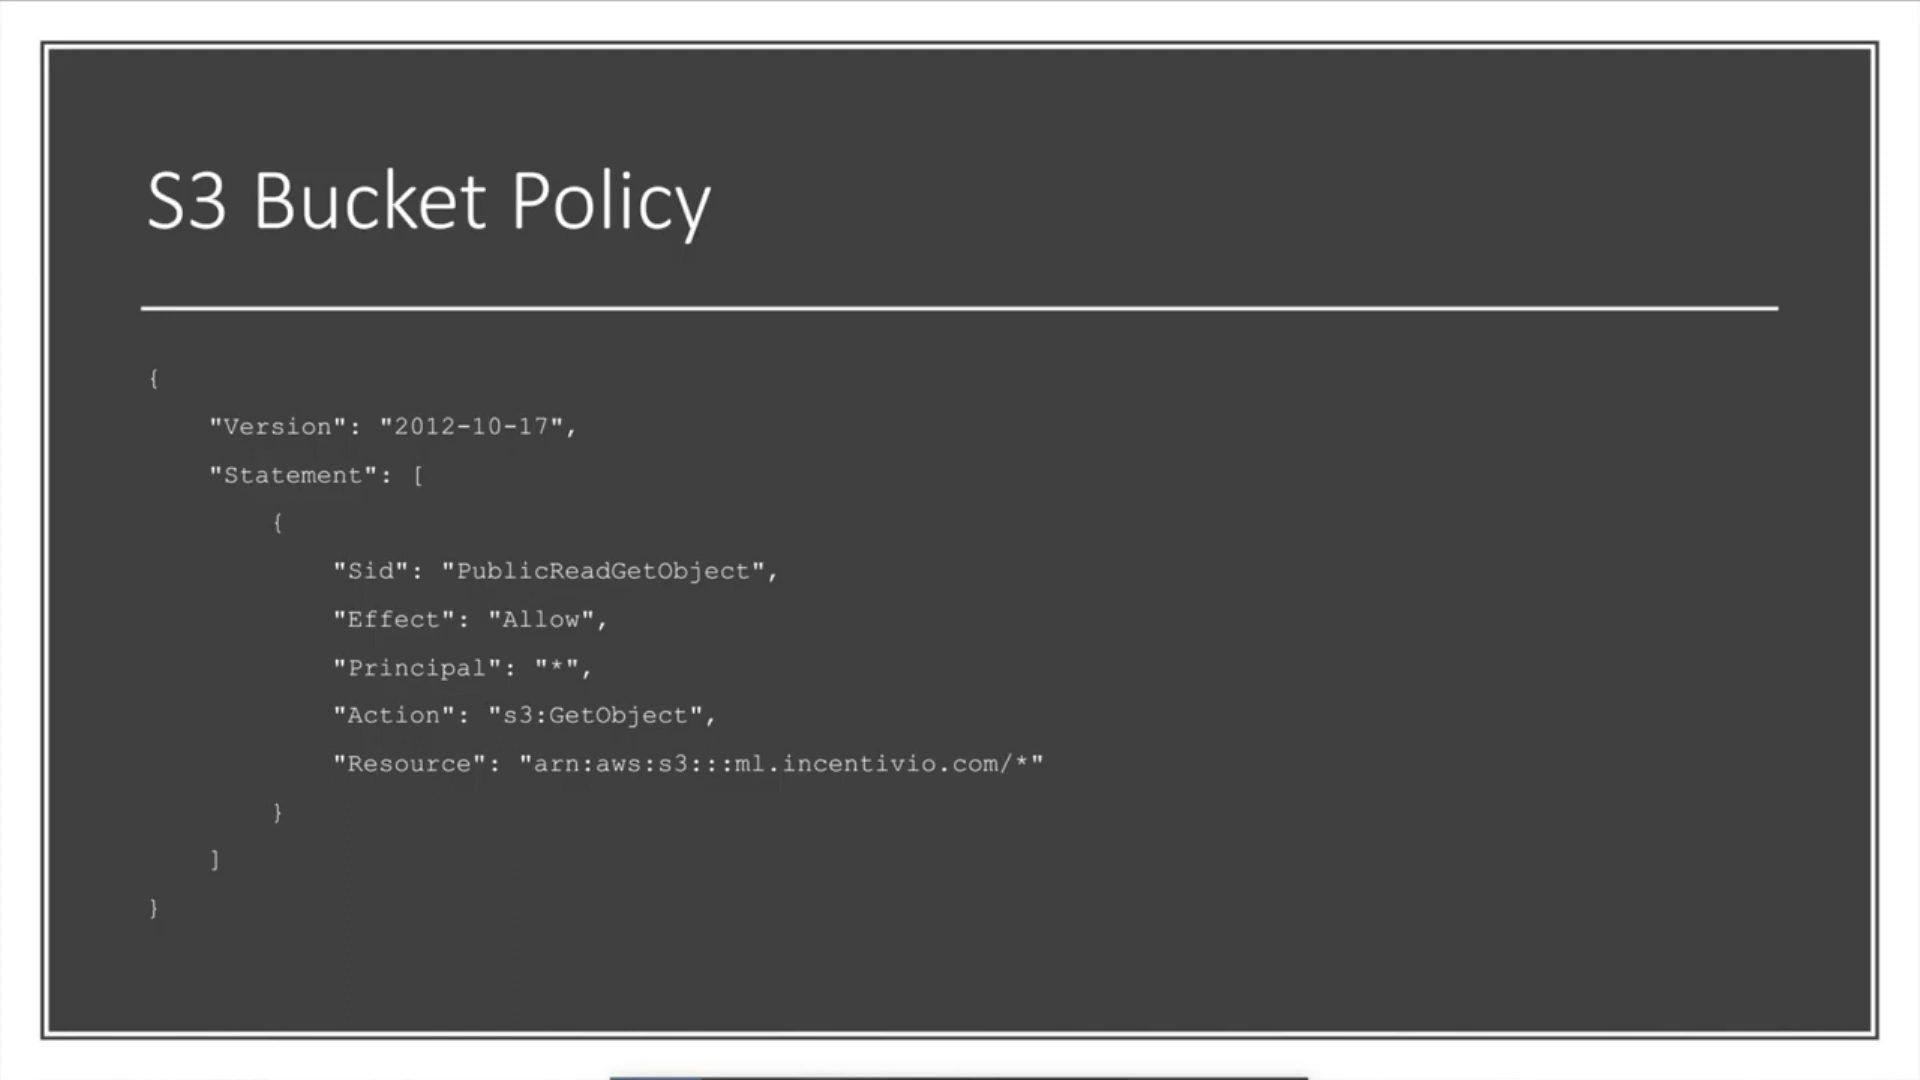 S3 Bucket Policy
{
"Version": "2012-10-17",
"Statement": [
{
"Sid": "PublicReadGetObject",
"Effect": "Allow",
"Principal": "*",
"Action": "s3:GetObject",
"Resource": "arn:aws:s3:::ml.incentivio.com/*"
}
]
}